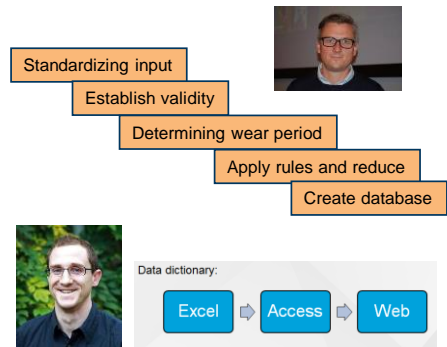 Standardizing input
Establish validity
Determining wear period
Apply rules and reduce
Create database
Data dictionary:
Excel
Access
Web